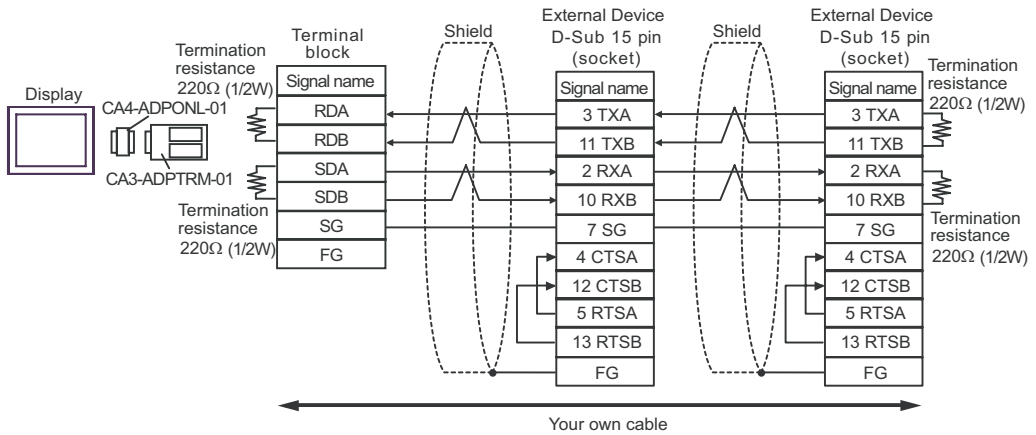 Display
CA4-ADPONL-01
CA3-ADPTRM-01
Termination
resistance
220Ω (1/2W)
Termination
resistance
220Ω (1/2W)
Terminal
block
Signal name
RDA
RDB
SDA
SDB
SG
FG
Shield
External Device
D-Sub 15 pin
(socket)
Signal name
3 TXA
11 TXB
2 RXA
10 RXB
7 SG
4 CTSA
12 CTSB
5 RTSA
13 RTSB
FG
Shield
External Device
D-Sub 15 pin
(socket)
Signal name
3 TXA
11 TXB
2 RXA
10 RXB
7 SG
4 CTSA
12 CTSB
5 RTSA
13 RTSB
FG
Termination
resistance
220Ω (1/2W)
Termination
resistance
220Ω (1/2W)
Your own cable